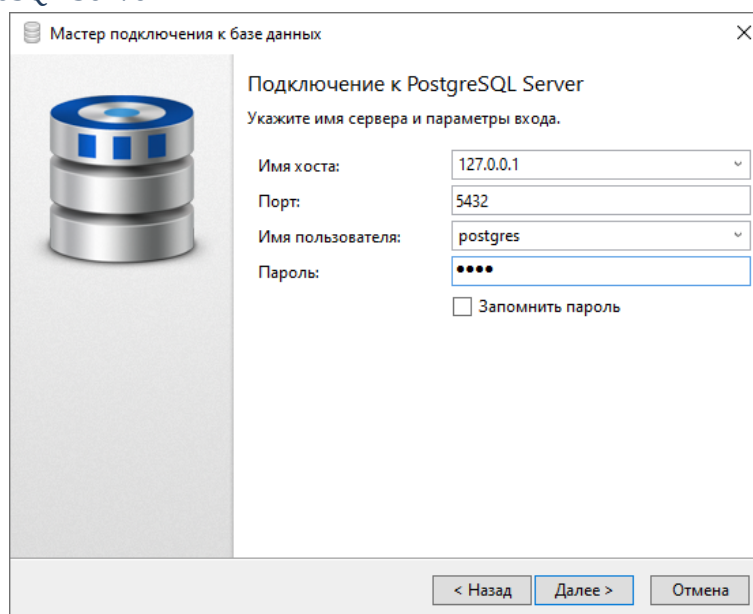 Мастер подключения к базе данных
Подключение к PostgreSQL Server
Укажите имя сервера и параметры входа.
Имя хоста: 127.0.0.1
Порт: 5432
Имя пользователя: postgres
Пароль: ●●●●
Запомнить пароль
< Назад Далее > Отмена